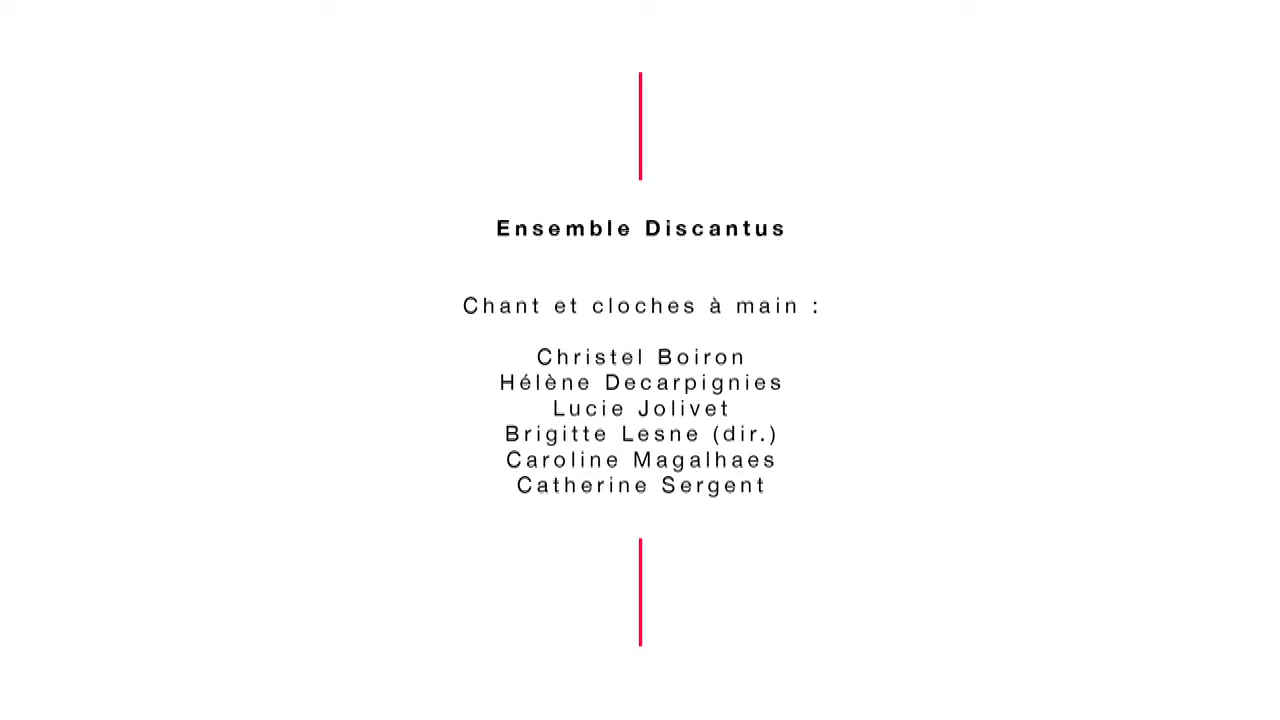 Ensemble Discantus
Chant et cloches à main :
Christel Boiron
Hélène Decarpignies
Lucie Jolivet
Brigitte Lesne (dir.)
Caroline Magalhaes
Catherine Sergent